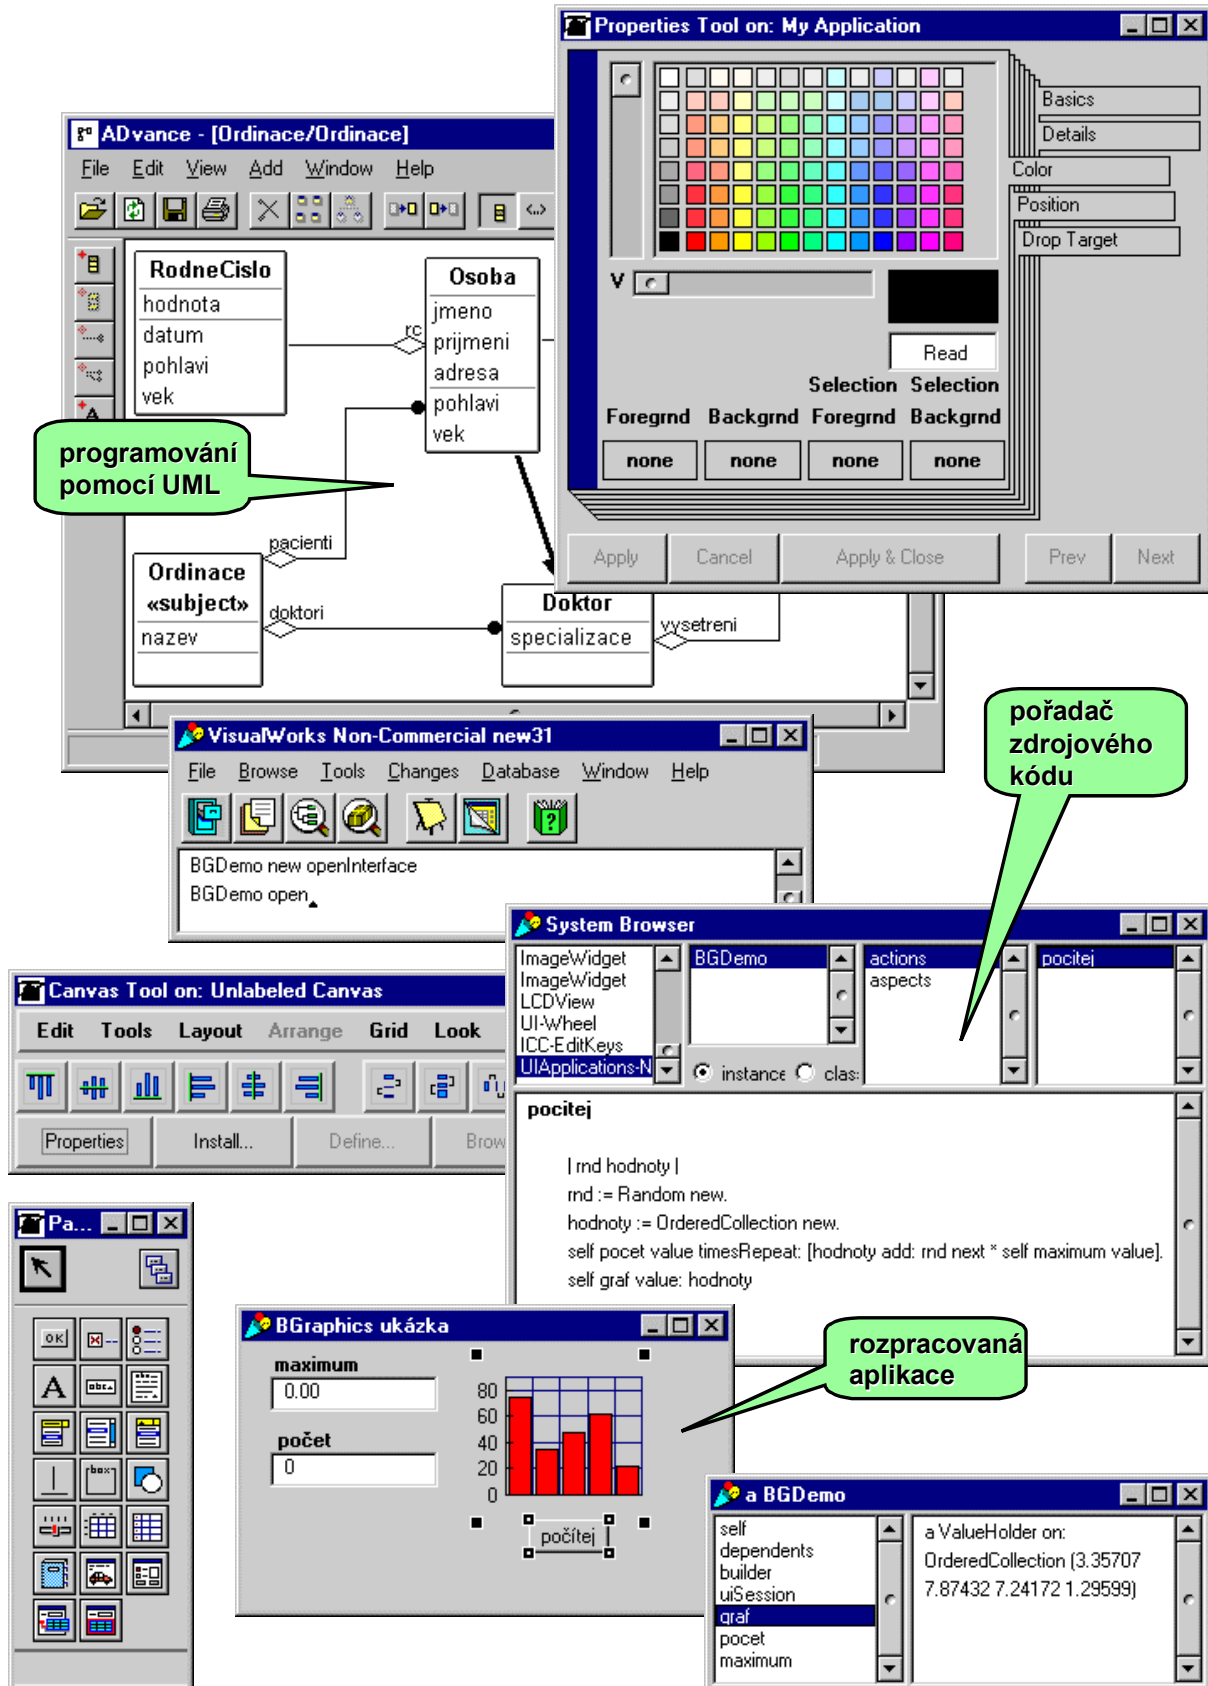 Properties Tool on: My Application
Basics
Details
Color
Position
Drop Target
V
Read
Selection Selection
Foregrnd Backgrnd Foregrnd Backgrnd
none none none none
Apply Cancel Apply & Close Prev Next
ADvance - [Ordinace/Ordinace]
File Edit View Add Window Help
RodneCislo
hodnota
datum
pohlavi
vek
rc
Osoba
jmeno
prijmeni
adresa
pohlavi
vek
programování
pomocí UML
pacienti
Ordinace
«subject»
nazev
doktori
Doktor
specializace
vysetreni
pořadač
zdrojového
kódu
VisualWorks Non-Commercial new31
File Browse Tools Changes Database Window Help
BGDemo new openInterface
BGDemo open
System Browser
ImageWidget
ImageWidget
LCDView
UI-Wheel
ICC-EditKeys
UIApplications-N
BGDemo
instance clas:
actions
aspects
pocitej
pocitej
| rnd hodnoty |
rnd := Random new.
hodnoty := OrderedCollection new.
self pocet value timesRepeat: [hodnoty add: rnd next * self maximum value].
self graf value: hodnoty
Canvas Tool on: Unlabeled Canvas
Edit Tools Layout Arrange Grid Look
Properties Install... Define... Brow
Pa...
OK
A
abc
box
BGraphics ukázka
maximum
0.00
počet
0
80
60
40
20
0
počítej
rozpracovaná
aplikace
a BGDemo
self
dependents
builder
uiSession
graf
pocet
maximum
a ValueHolder on:
OrderedCollection (3.35707
7.87432 7.24172 1.29599)